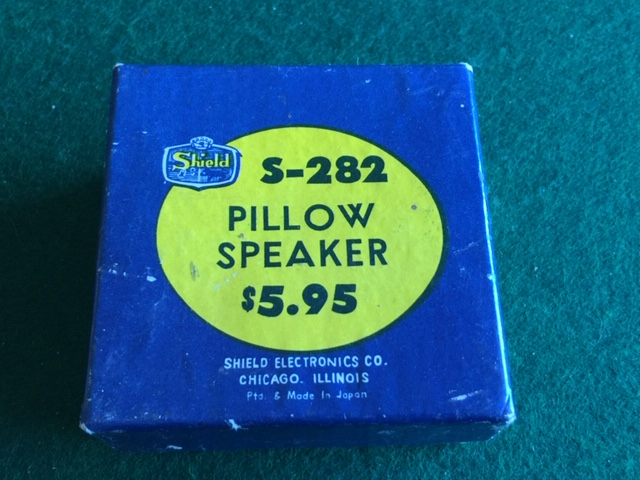 Shield
S-282
PILLOW
SPEAKER
$5.95
SHIELD ELECTRONICS CO.
CHICAGO. ILLINOIS
Ptd. & Made In Japan